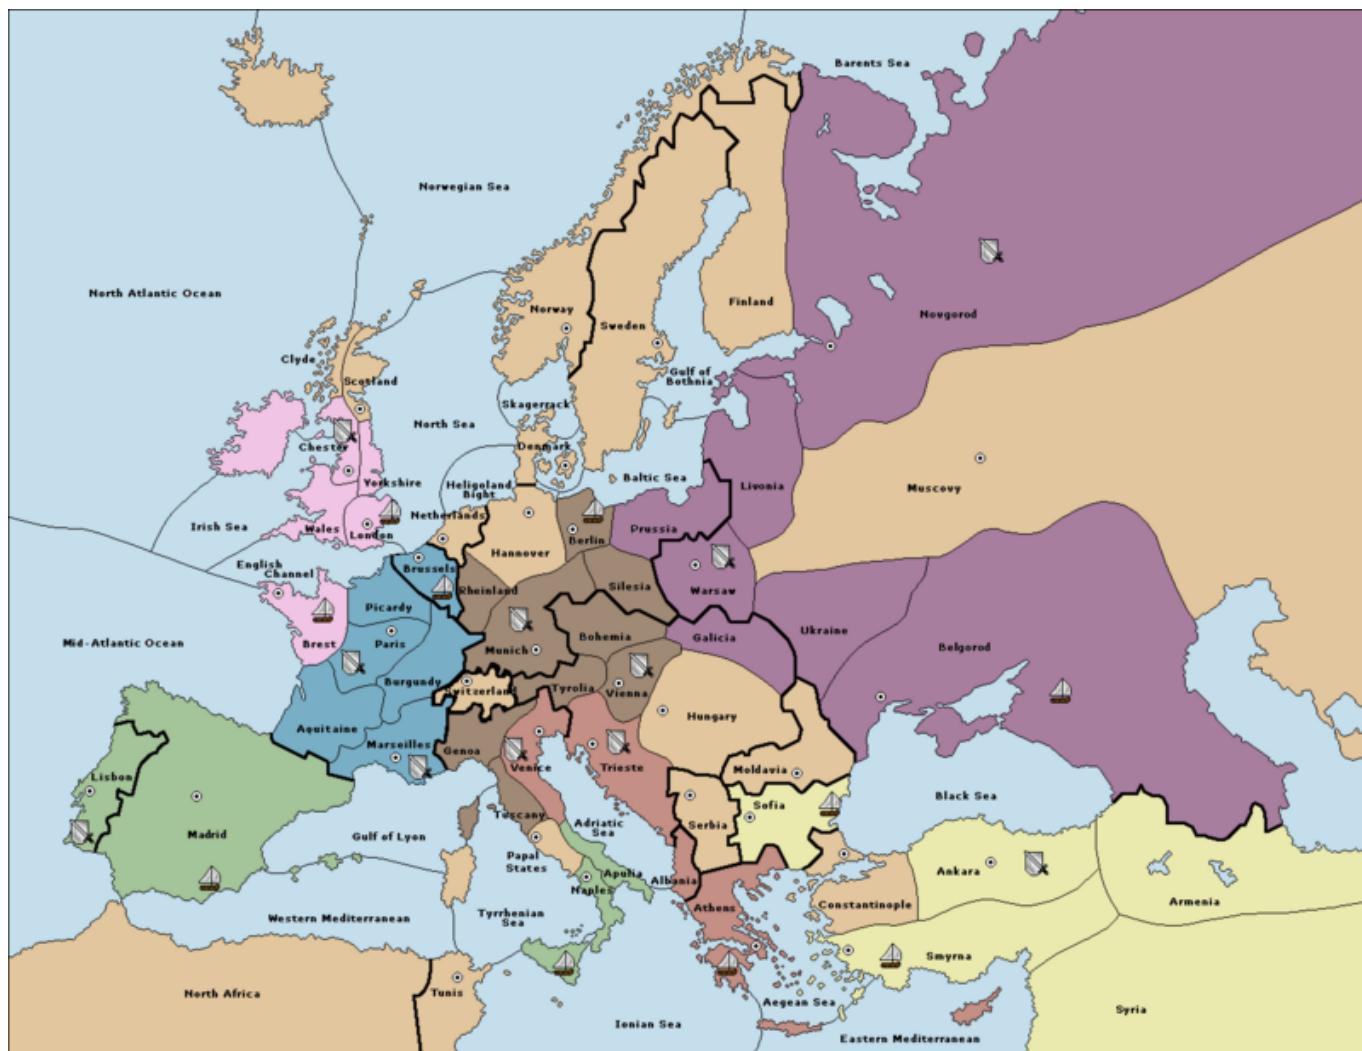 Barents Sea
Norwegian Sea
North Atlantic Ocean
Norway
Finland
Novgorod
Sweden
Clyde
Gulf of
Bothnia
Scotland
Skagerrack
North Sea
Chester
Denmark
Yorkshire
Heligoland
Bight
Baltic Sea
Livonia
Muscovy
Netherlands
Irish Sea
Wales
London
Prussia
Berlin
Hannover
English
Channel
Brussels
Rheinland
Silesia
Warsaw
Picardy
Mid-Atlantic Ocean
Brest
Paris
Munich
Bohemia
Galicia
Ukraine
Belgorod
Burgundy
Switzerland
Tyrolia
Vienna
Hungary
Aquitaine
Marseilles
Genoa
Venice
Trieste
Moldavia
Lisbon
Madrid
Gulf of Lyon
Tuscany
Adriatic
Sea
Serbia
Sofia
Black Sea
Papal
States
Naples
Apulia
Albania
Ankara
Athens
Constantinople
Armenia
Western Mediterranean
Tyrrhenian
Sea
Smyrna
North Africa
Tunis
Aegean Sea
Syria
Ionian Sea
Eastern Mediterranean